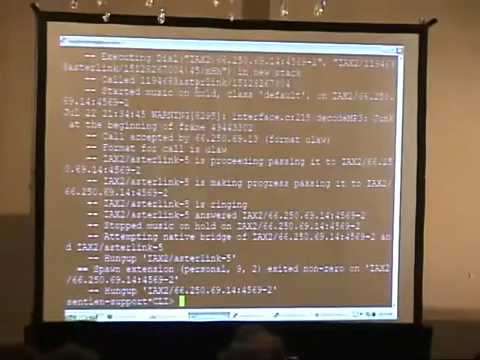 -- Executing Dial("IAX2/66.250.69.14:4569-2", "IAX2/119469
-- Called
-- Started music on hold, class 'default', on IAX2/66.250.
69.14:4569-2
Jul 22 21:34:45 WARNING[6295]: interface.c:215 decodeMP3: Junk
at the beginning of frame 49443302
-- Call accepted by 66.250.69.13 (format ulaw)
-- Format for call is ulaw
-- IAX2/asterlink-5 is proceeding passing it to IAX2/66.25
0.69.14:4569-2
-- IAX2/asterlink-5 is making progress passing it to IAX2/
66.250.69.14:4569-2
-- IAX2/asterlink-5 is ringing
-- IAX2/asterlink-5 answered IAX2/66.250.69.14:4569-2
-- Stopped music on hold on IAX2/66.250.69.14:4569-2
-- Attempting native bridge of IAX2/66.250.69.14:4569-2 an
d IAX2/asterlink-5
-- Hungup 'IAX2/asterlink-5'
== Spawn extension (personal, 9, 2) exited non-zero on 'IAX2
/66.250.69.14:4569-2'
-- Hungup 'IAX2/66.250.69.14:4569-2'
sentien-support*CLI>